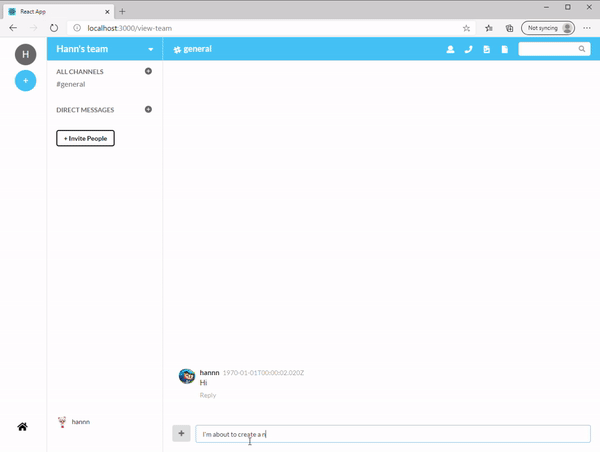 React App
localhost:3000/view-team
Not syncing
H
+
Hann's team
general
ALL CHANNELS
#general
DIRECT MESSAGES
+ Invite People
hannn 1970-01-01T00:00:02.020Z
Hi
Reply
hannn
I'm about to create a n